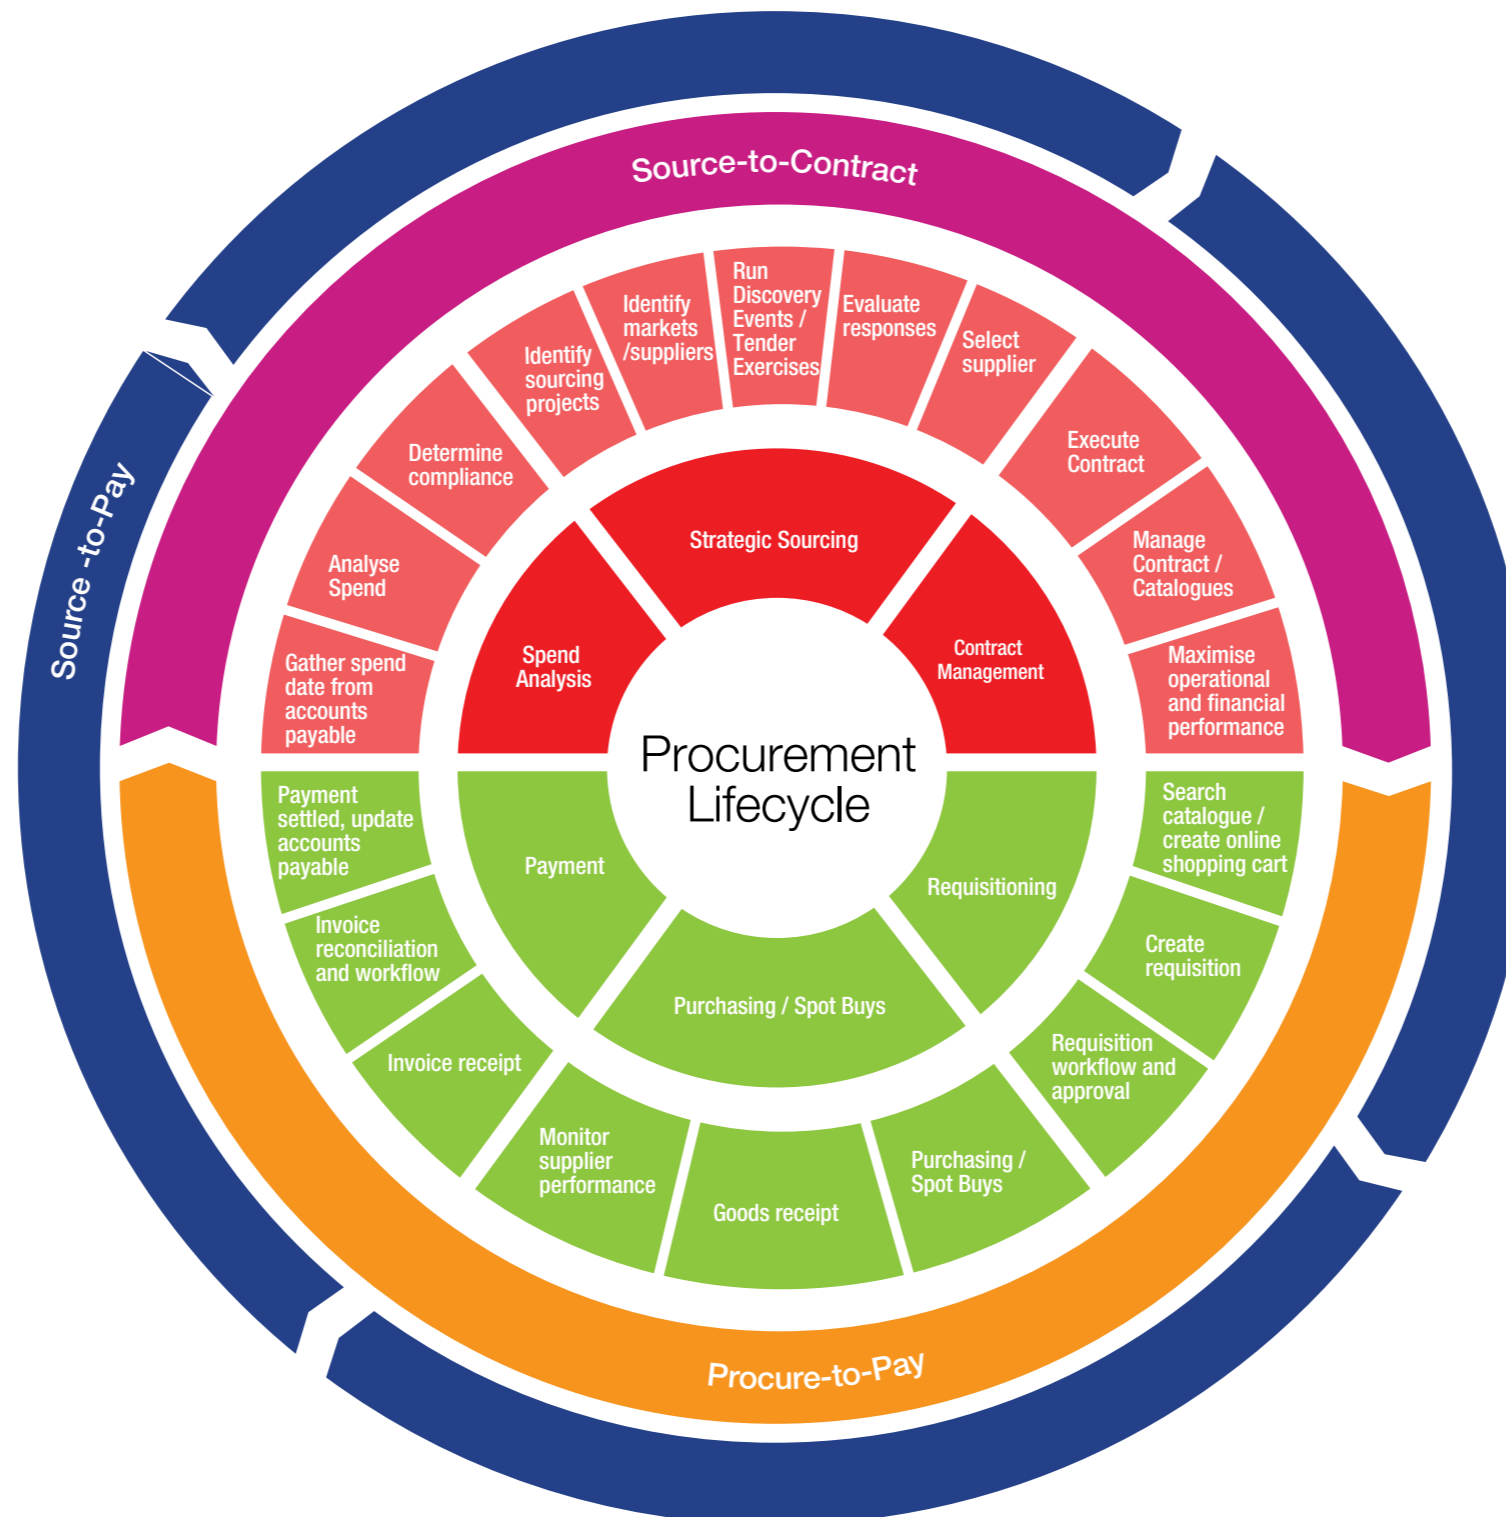 Source-to-Contract
Source -to-Pay
Run
Discovery
Events /
Tender
Exercises
Identify
markets
/suppliers
Evaluate
responses
Identify
sourcing
projects
Select
supplier
Determine
compliance
Execute
Contract
Analyse
Spend
Manage
Contract /
Catalogues
Gather spend
date from
accounts
payable
Maximise
operational
and financial
performance
Strategic Sourcing
Spend
Analysis
Contract
Management
Procurement
Lifecycle
Payment
Requisitioning
Purchasing / Spot Buys
Payment
settled, update
accounts
payable
Search
catalogue /
create online
shopping cart
Invoice
reconciliation
and workflow
Create
requisition
Invoice receipt
Requisition
workflow and
approval
Monitor
supplier
performance
Goods receipt
Purchasing /
Spot Buys
Procure-to-Pay